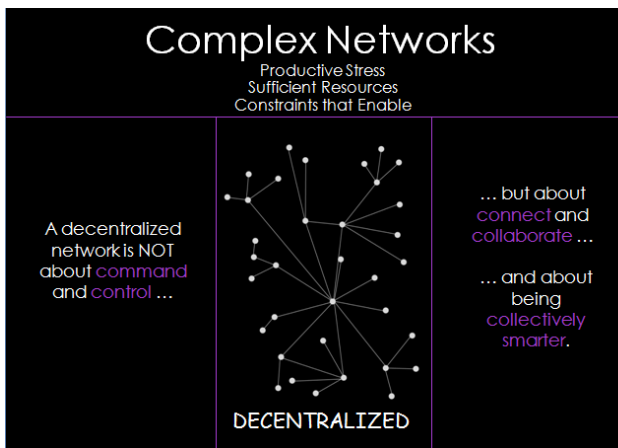 Complex Networks
Productive Stress
Sufficient Resources
Constraints that Enable
A decentralized
network is NOT
about command
and control ...
DECENTRALIZED
... but about
connect and
collaborate ...
... and about
being
collectively
smarter.